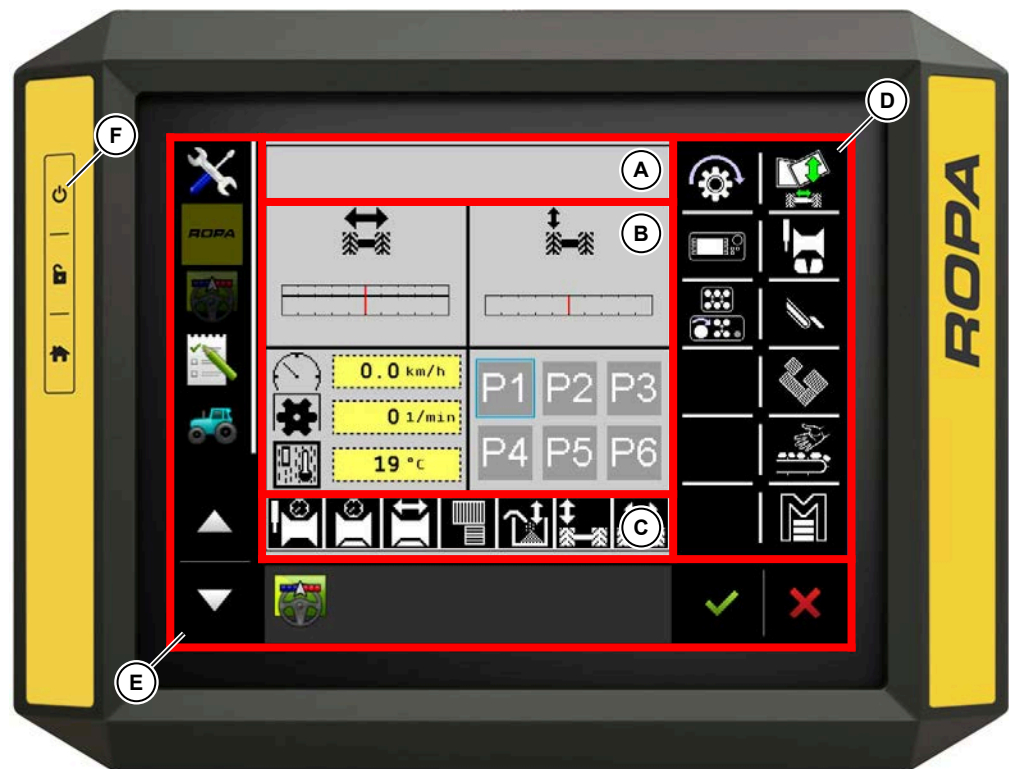 F
D
A
ROPA
B
ROPA
0.0 km/h
P1 P2 P3
0 1/min
P4 P5 P6
19 °C
C
E